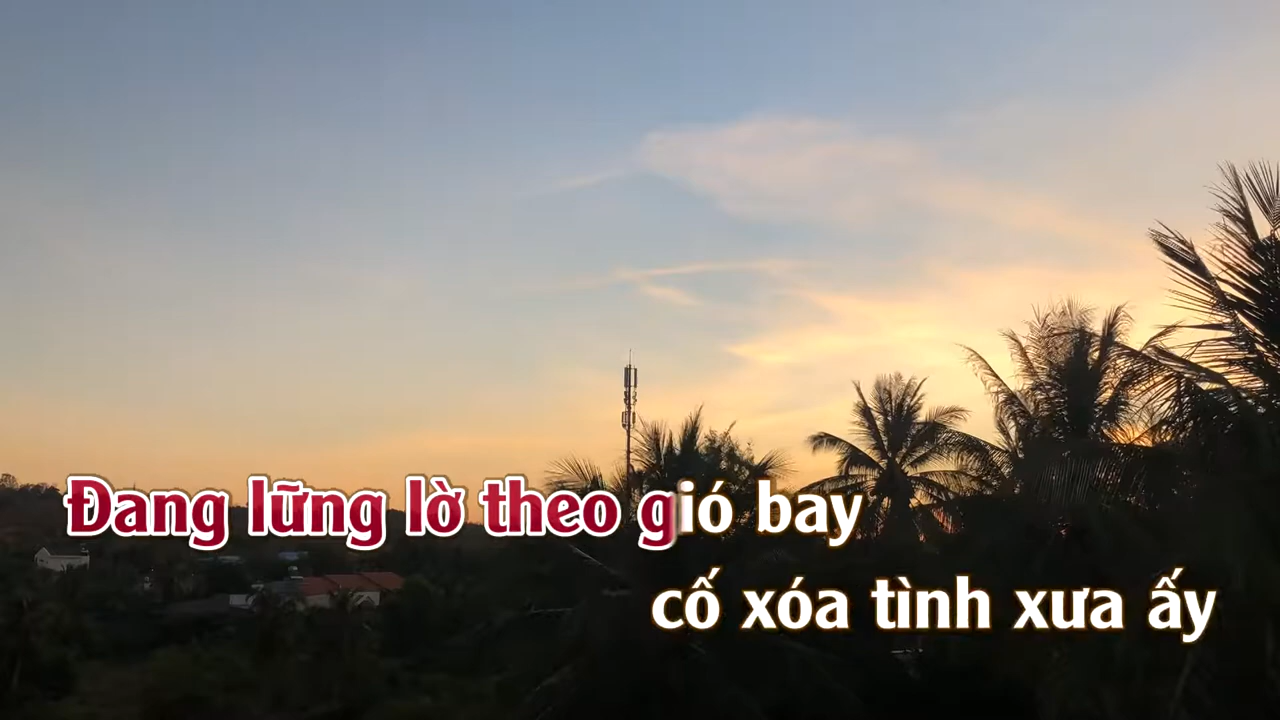 Đang lững lờ theo gió bay
cố xóa tình xưa ấy